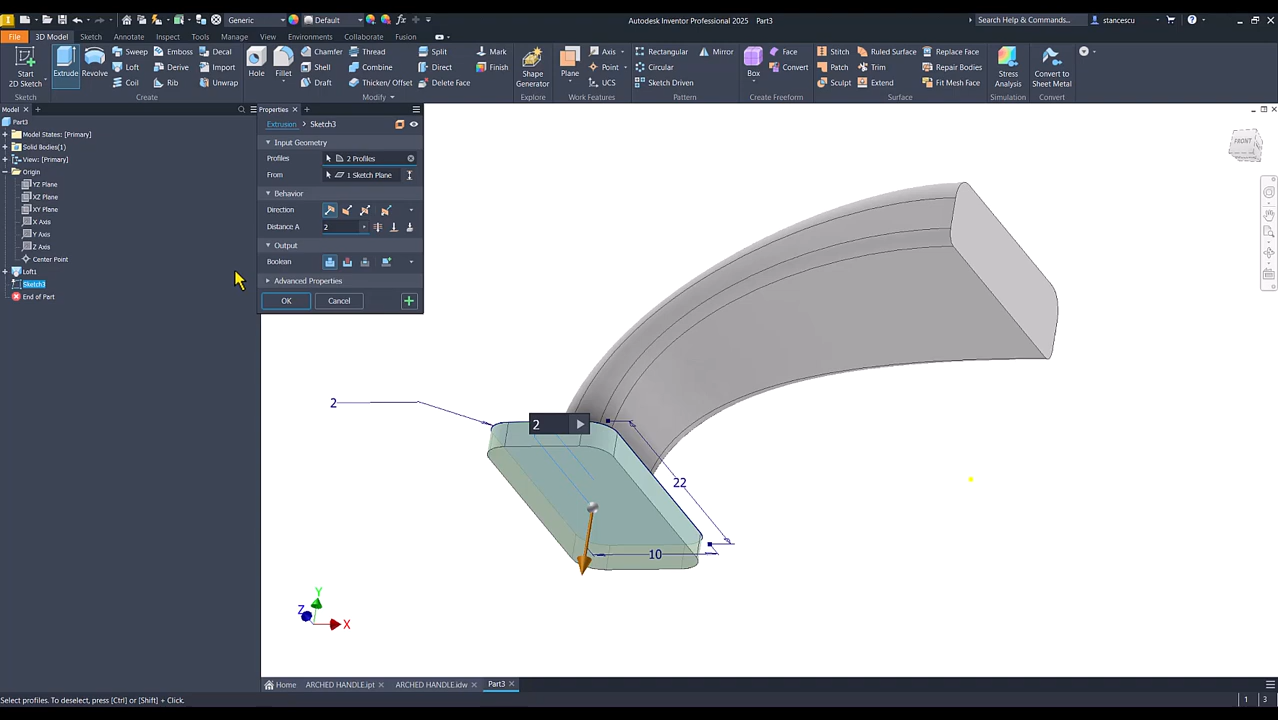 Generic
Default
Autodesk Inventor Professional 2025 Part3
Search Help & Commands...
stancescu
File
3D Model
Sketch
Annotate
Inspect
Tools
Manage
View
Environments
Collaborate
Fusion
Start
2D Sketch
Sketch
Extrude
Revolve
Sweep
Loft
Coil
Emboss
Derive
Rib
Decal
Import
Unwrap
Create
Hole
Fillet
Chamfer
Shell
Draft
Thread
Combine
Thicken/ Offset
Split
Direct
Delete Face
Modify
Mark
Finish
Shape
Generator
Explore
Plane
Axis
Point
UCS
Work Features
Rectangular
Circular
Sketch Driven
Mirror
Pattern
Box
Face
Convert
Create Freeform
Stitch
Patch
Sculpt
Ruled Surface
Trim
Extend
Replace Face
Repair Bodies
Fit Mesh Face
Surface
Stress
Analysis
Simulation
Convert to
Sheet Metal
Convert
Model
Part3
Model States: [Primary]
Solid Bodies(1)
View: [Primary]
Origin
YZ Plane
XZ Plane
XY Plane
X Axis
Y Axis
Z Axis
Center Point
Loft1
Sketch3
End of Part
Properties
Extrusion > Sketch3
Input Geometry
Profiles 2 Profiles
From 1 Sketch Plane
Behavior
Direction
Distance A 2
Output
Boolean
Advanced Properties
OK
Cancel
FRONT
2
2
22
10
Y
Z
X
Home
ARCHED HANDLE.ipt
ARCHED HANDLE.idw
Part3
Select profiles. To deselect, press [Ctrl] or [Shift] + Click.
1 3